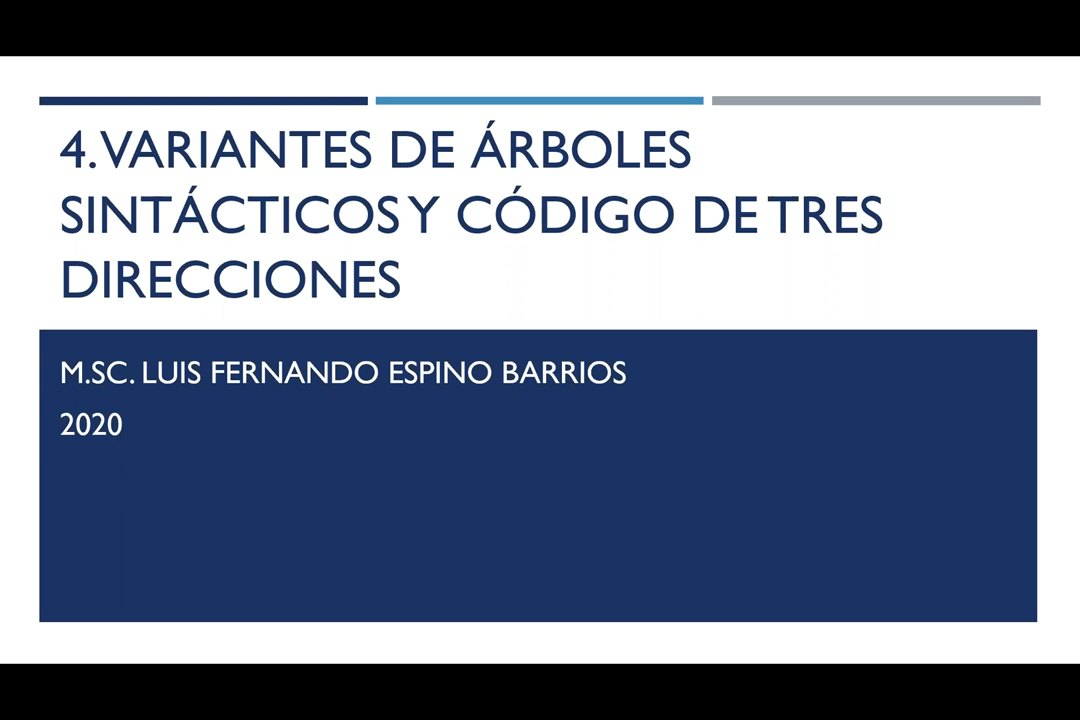 4. VARIANTES DE ÁRBOLES
SINTÁCTICOS Y CÓDIGO DE TRES
DIRECCIONES
M.SC. LUIS FERNANDO ESPINO BARRIOS
2020